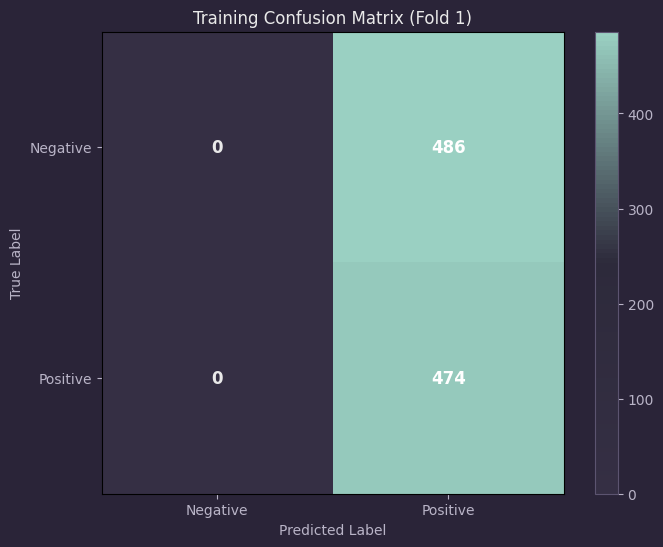 Training Confusion Matrix (Fold 1)
True Label
Negative
0
486
Positive
0
474
Negative
Positive
Predicted Label
400
300
200
100
0